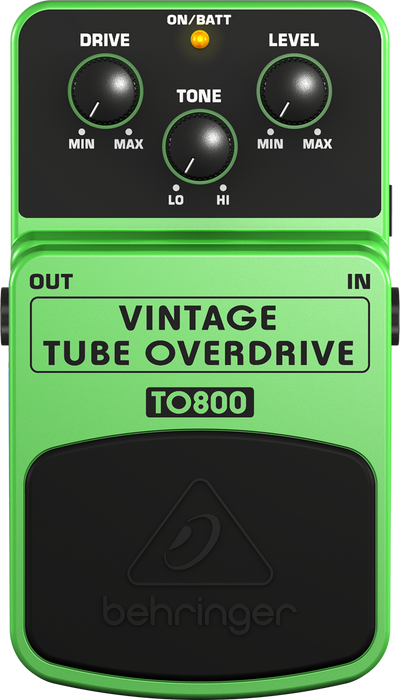 ON/BATT
DRIVE
LEVEL
TONE
MIN MAX
MIN MAX
LO HI
OUT
IN
VINTAGE
TUBE OVERDRIVE
TO800
behringer